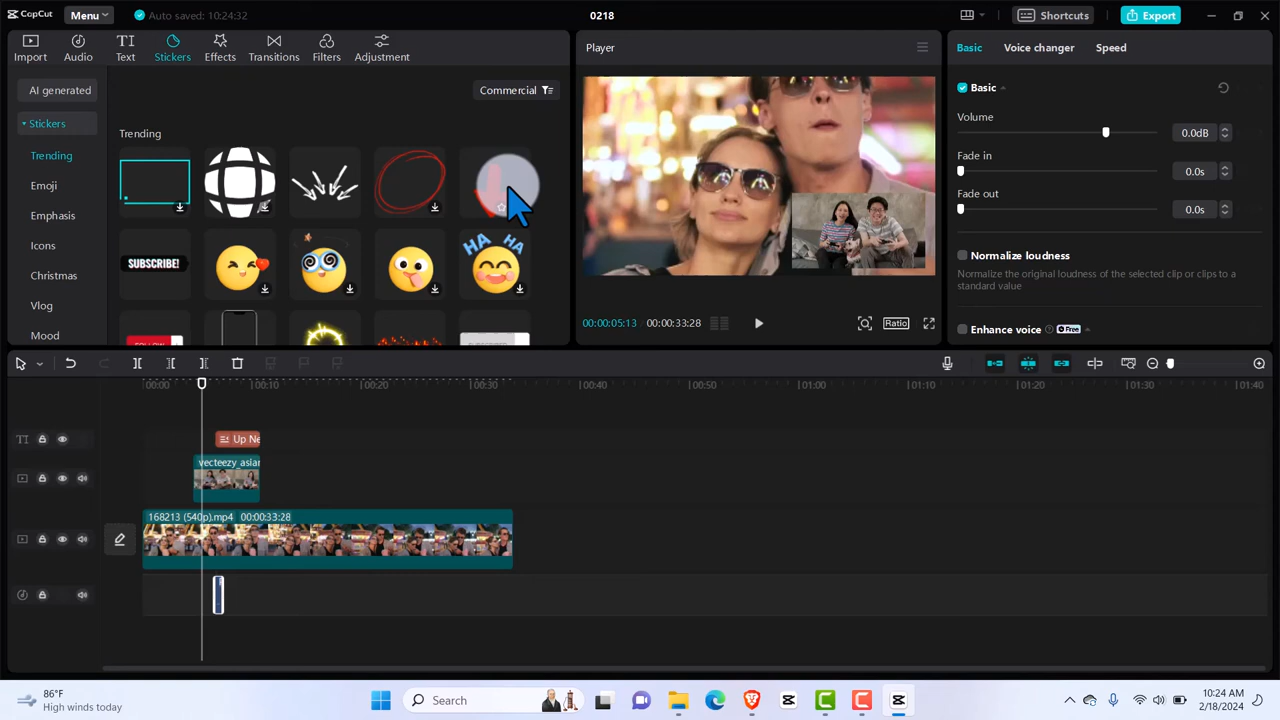 CapCut
Menu
Auto saved: 10:24:32
0218
Shortcuts
Export
Import
Audio
Text
Stickers
Effects
Transitions
Filters
Adjustment
AI generated
Stickers
Trending
Emoji
Emphasis
Icons
Christmas
Vlog
Mood
Commercial
Trending
SUBSCRIBE!
HA HA
Player
00:00:05:13 00:00:33:28
Ratio
Basic Voice changer Speed
Basic
Volume
0.0dB
Fade in
0.0s
Fade out
0.0s
Normalize loudness
Normalize the original loudness of the selected clip or clips to a
standard value
Enhance voice Free
00:00 00:10 00:20 00:30 00:40 00:50 01:00 01:10 01:20 01:30 01:40
TI
Up Ne
vecteezy_asiar
168213 (540p).mp4 00:00:33:28
86°F
High winds today
Search
10:24 AM
2/18/2024